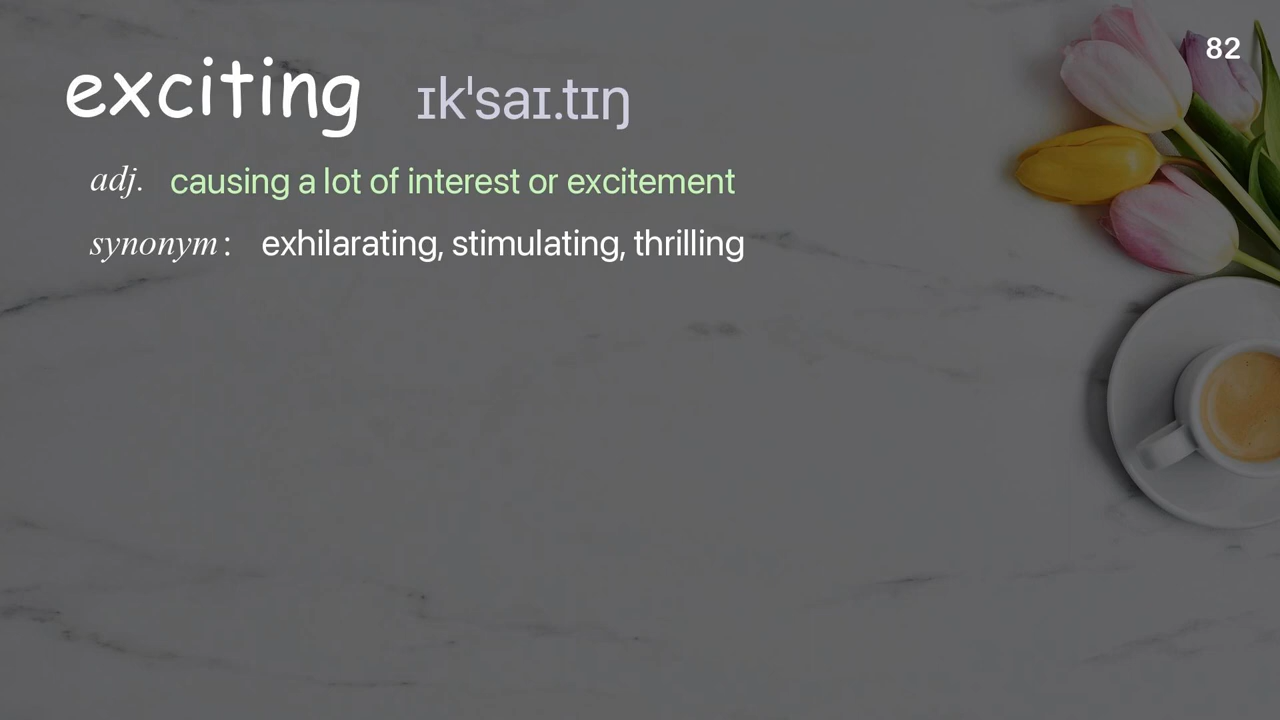 82
exciting ɪkˈsaɪ.tɪŋ
adj. causing a lot of interest or excitement
synonym: exhilarating, stimulating, thrilling